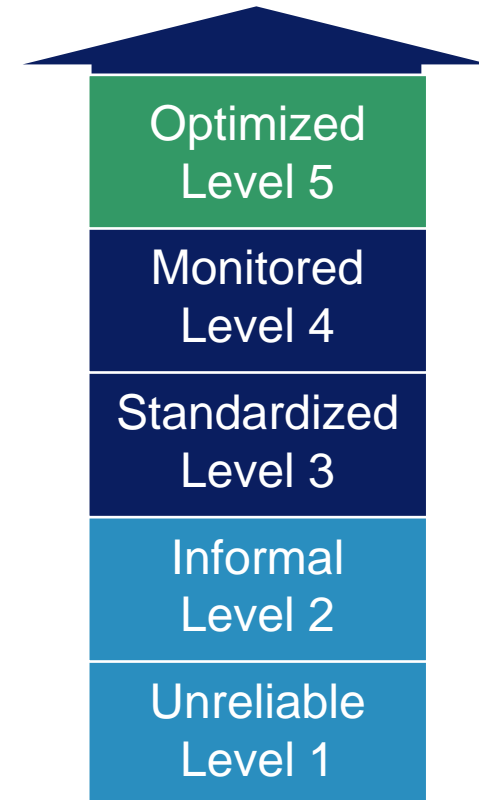 Optimized
Level 5
Monitored
Level 4
Standardized
Level 3
Informal
Level 2
Unreliable
Level 1